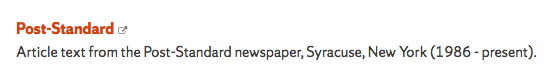 Post-Standard
Article text from the Post-Standard newspaper, Syracuse, New York (1986 - present).